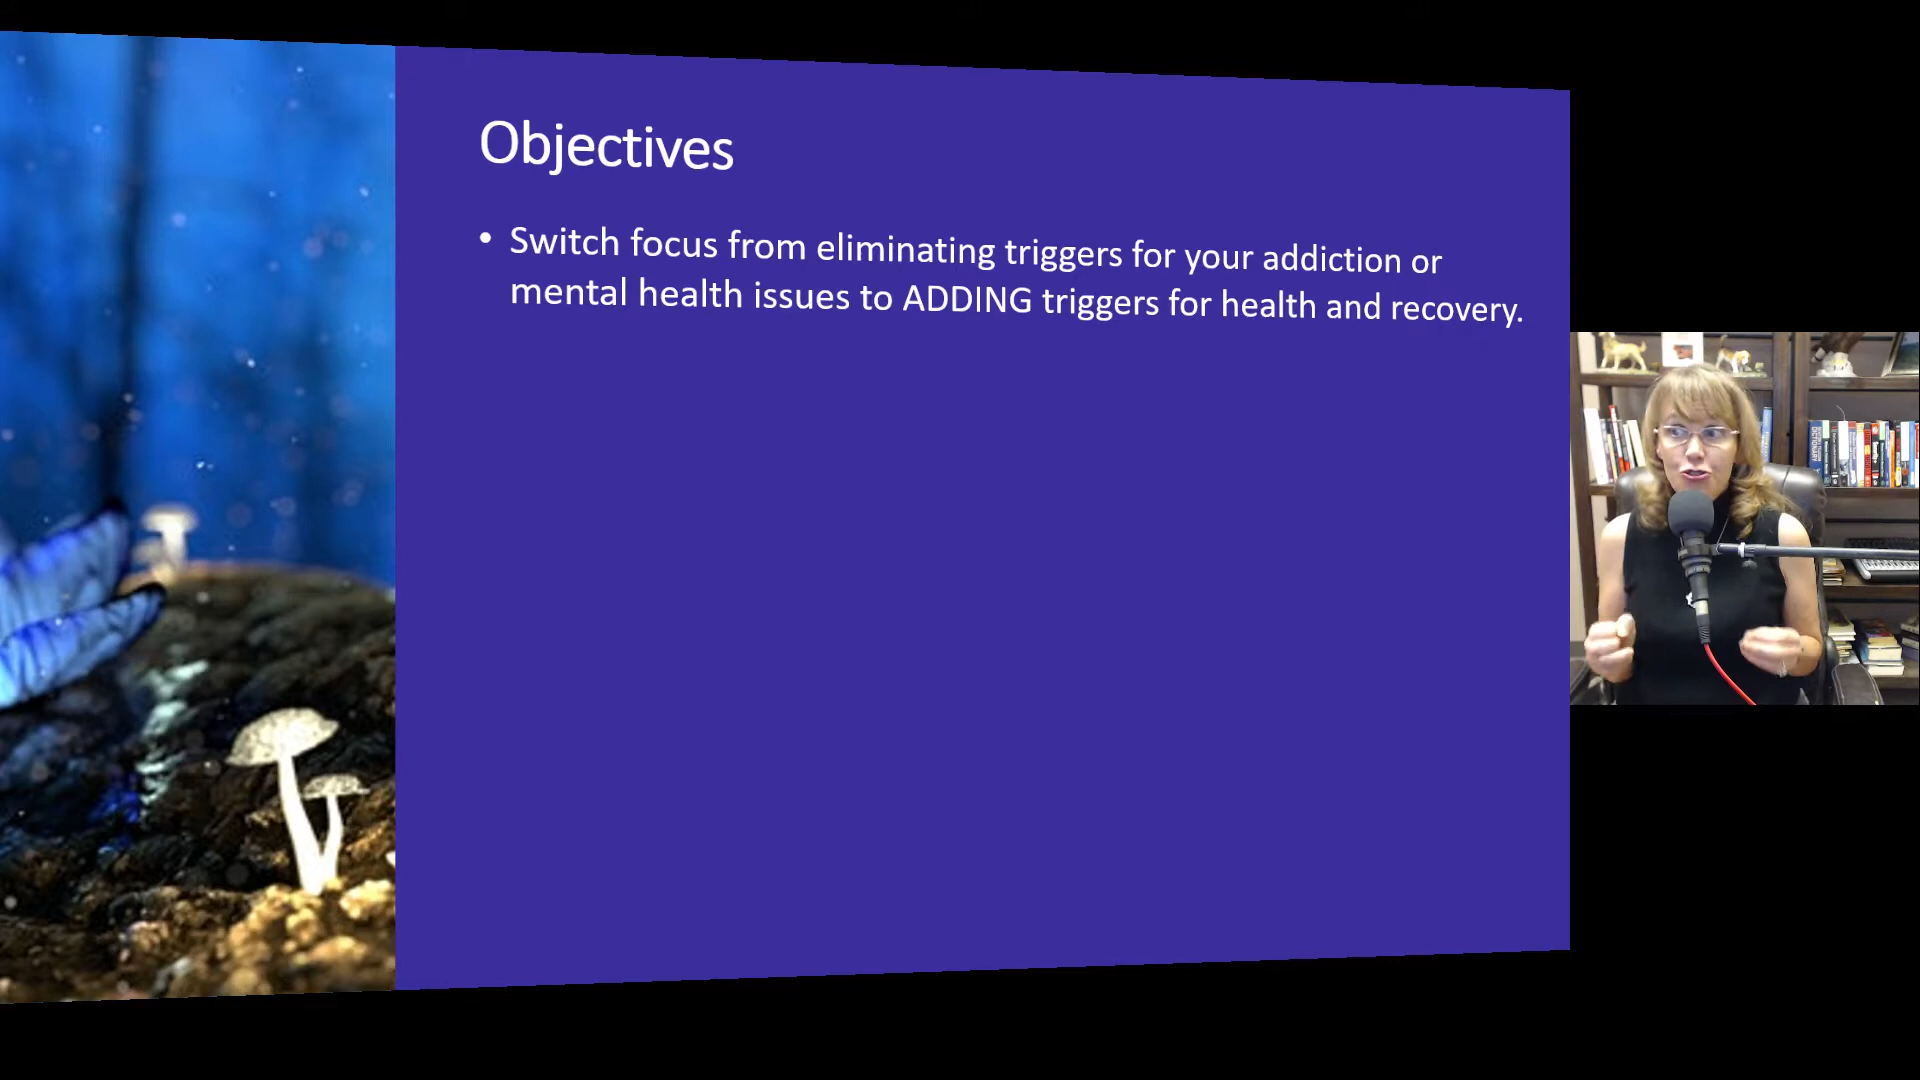 Objectives
• Switch focus from eliminating triggers for your addiction or
mental health issues to ADDING triggers for health and recovery.
DICTIONARY